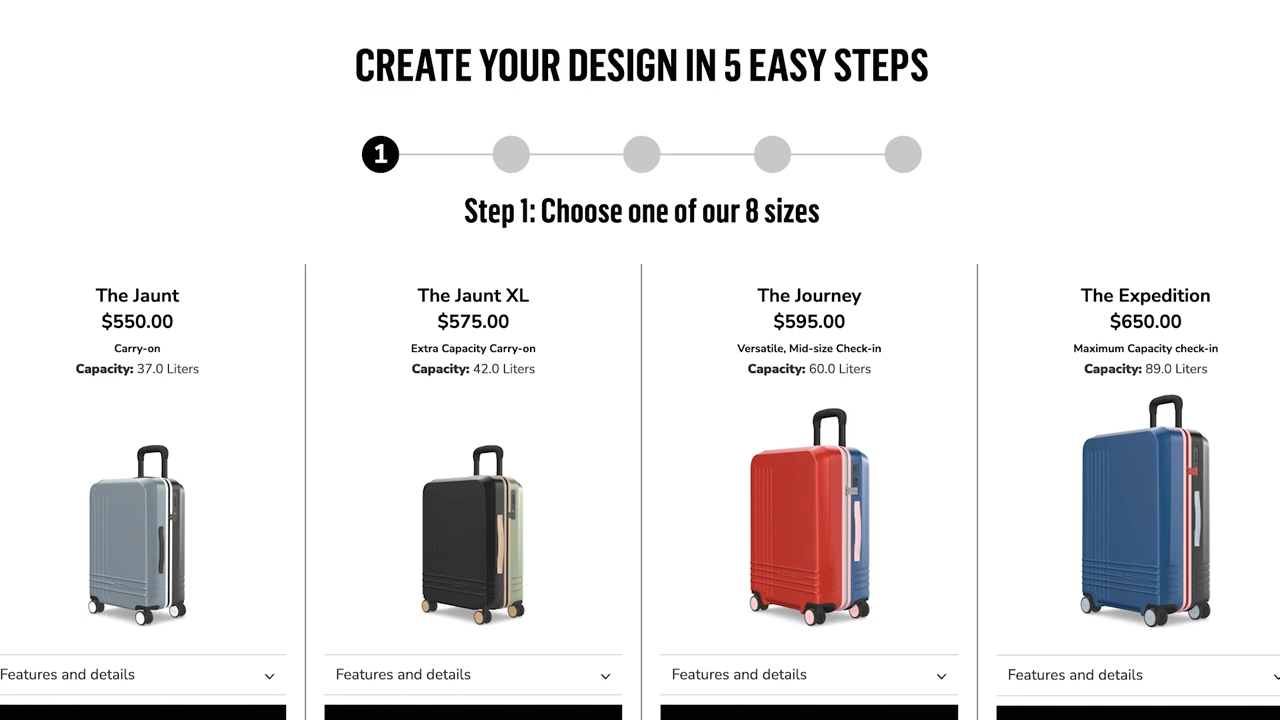 CREATE YOUR DESIGN IN 5 EASY STEPS
1
Step 1: Choose one of our 8 sizes
The Jaunt
$550.00
Carry-on
Capacity: 37.0 Liters
Features and details
The Jaunt XL
$575.00
Extra Capacity Carry-on
Capacity: 42.0 Liters
Features and details
The Journey
$595.00
Versatile, Mid-size Check-in
Capacity: 60.0 Liters
Features and details
The Expedition
$650.00
Maximum Capacity check-in
Capacity: 89.0 Liters
Features and details